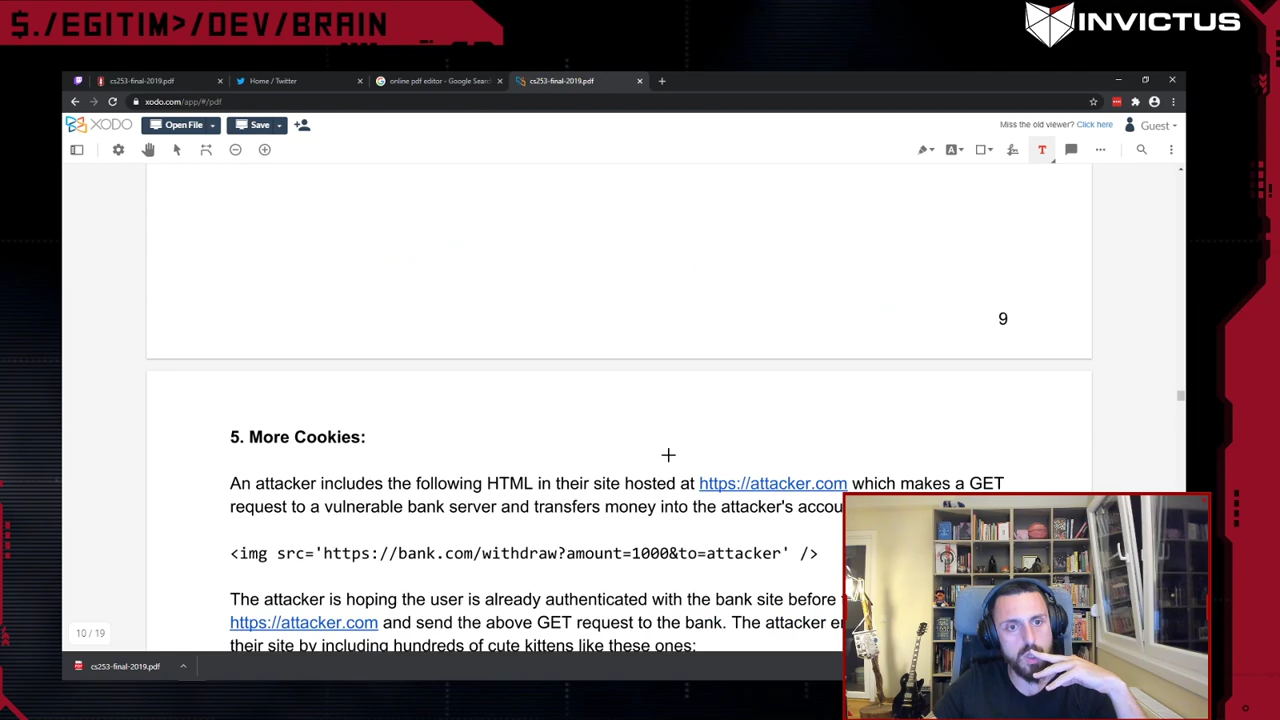 $./EGITIM>/DEV/BRAIN
INVICTUS
cs253-final-2019.pdf
Home / Twitter
online pdf editor - Google Searc
cs253-final-2019.pdf
xodo.com/app/#/pdf
XODO
Open File
Save
Miss the old viewer? Click here
Guest
9
5. More Cookies:
An attacker includes the following HTML in their site hosted at https://attacker.com which makes a GET
request to a vulnerable bank server and transfers money into the attacker's accou
<img src='https://bank.com/withdraw?amount=1000&to=attacker' />
The attacker is hoping the user is already authenticated with the bank site before
https://attacker.com and send the above GET request to the bank. The attacker en
their site by including hundreds of cute kittens like these ones:
10 / 19
cs253-final-2019.pdf